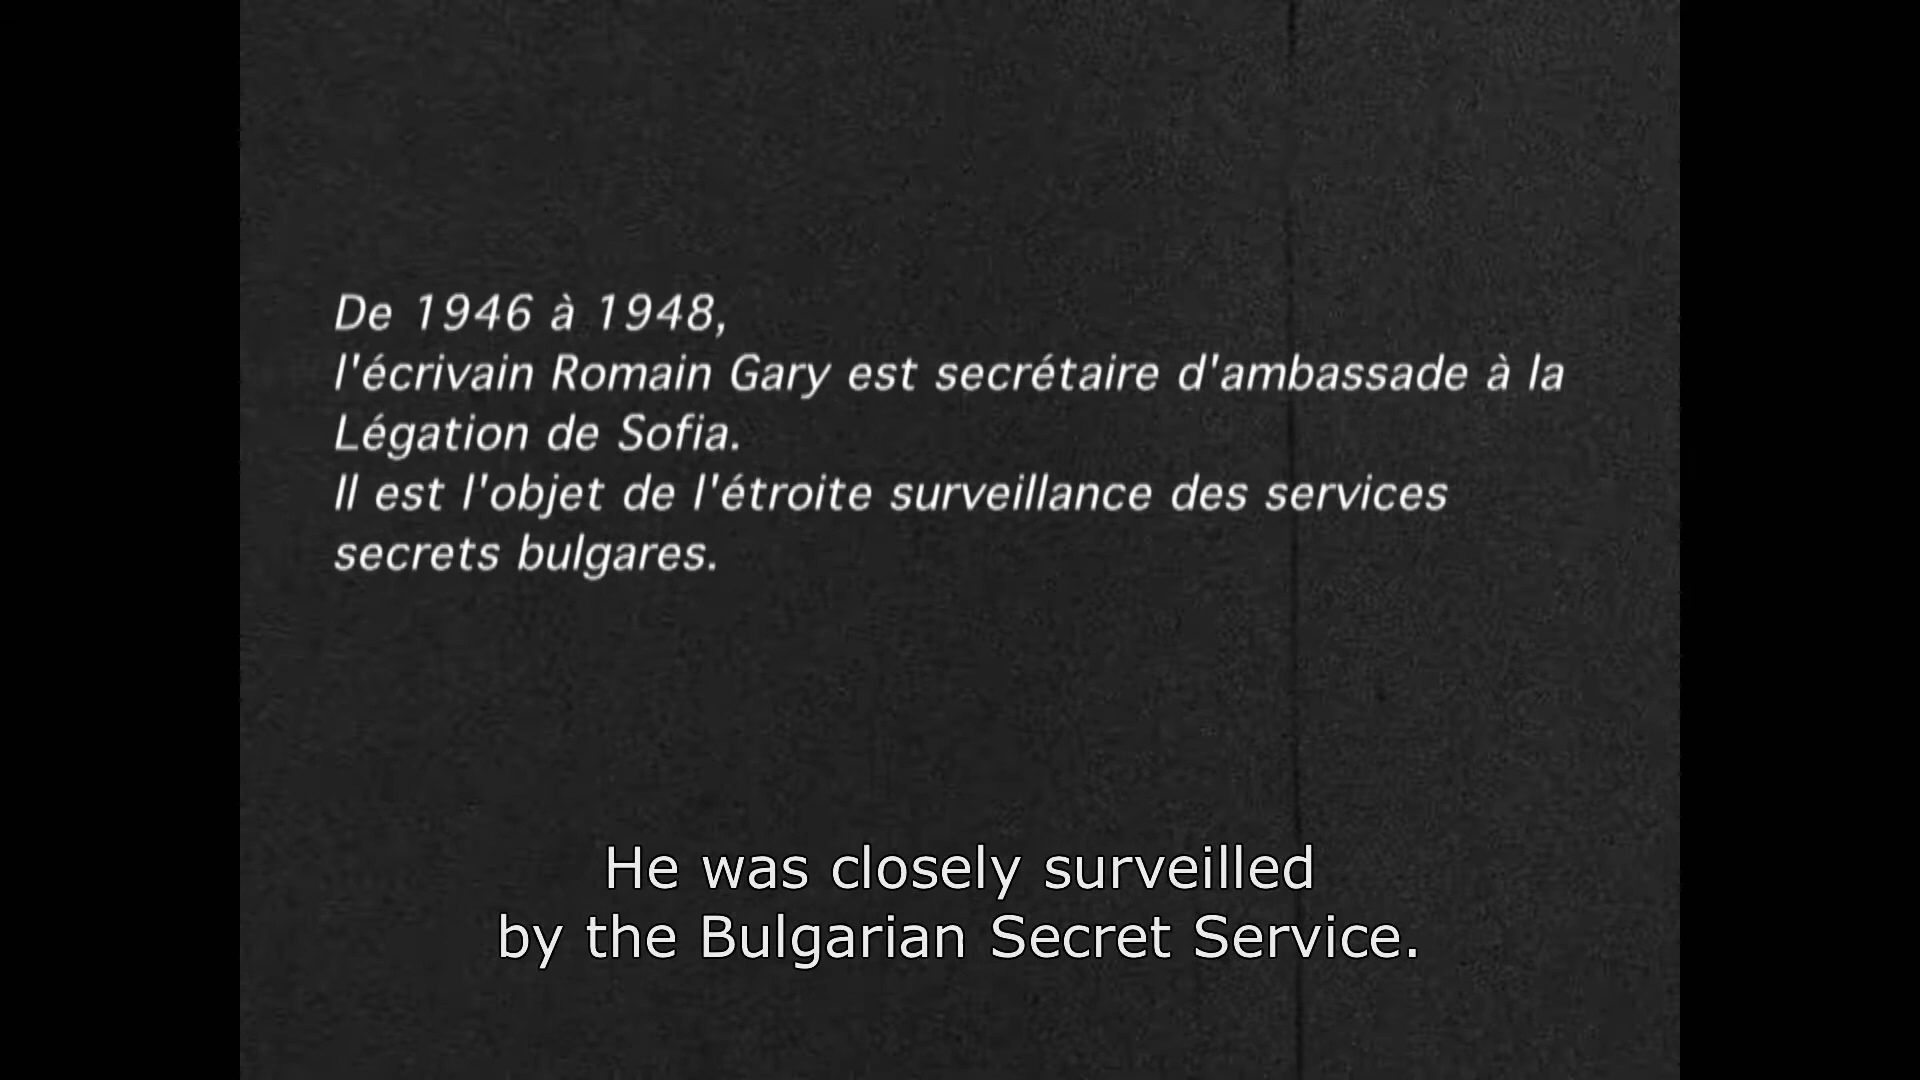 De 1946 à 1948,
l'écrivain Romain Gary est secrétaire d'ambassade à la
Légation de Sofia.
Il est l'objet de l'étroite surveillance des services
secrets bulgares.
He was closely surveilled
by the Bulgarian Secret Service.